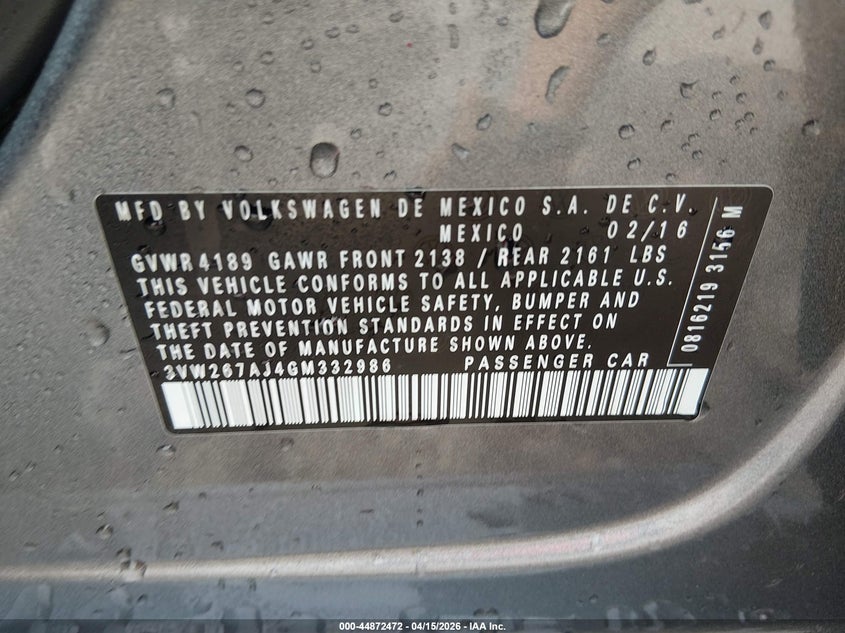 MFD BY VOLKSWAGEN DE MEXICO S.A. DE C.V.
MEXICO 02/16
GVWR 4189 GAWR FRONT 2138 / REAR 2161 LBS
THIS VEHICLE CONFORMS TO ALL APPLICABLE U.S.
FEDERAL MOTOR VEHICLE SAFETY, BUMPER AND
THEFT PREVENTION STANDARDS IN EFFECT ON
THE DATE OF MANUFACTURE SHOWN ABOVE.
3VW267AJ4GM332986 PASSENGER CAR
0816219 3156 M
000-44872472 - 04/15/2026 - IAA Inc.